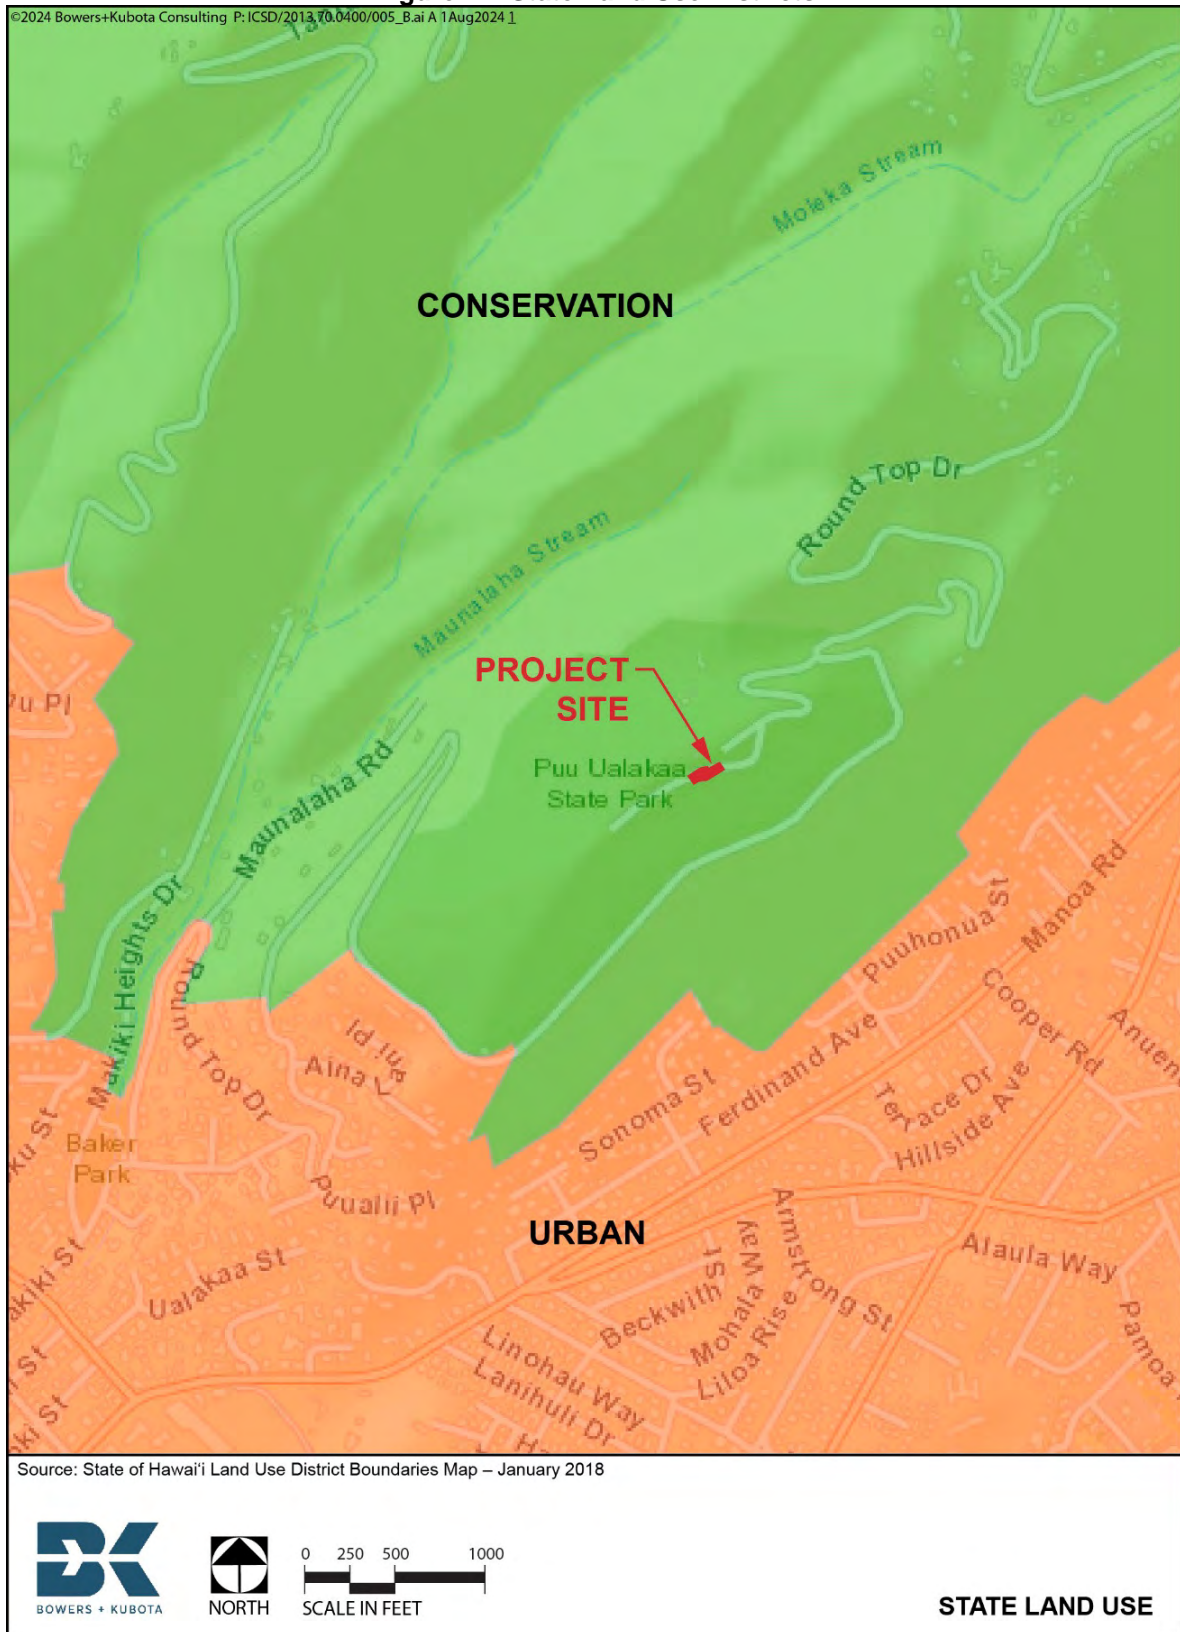 ©2024 Bowers+Kubota Consulting P: ICSD/2013.70.0400/005_B.ai A 1Aug2024 1
Moleka Stream
CONSERVATION
Round Top Dr
Maunalaha Stream
PROJECT
SITE
Puu Ualakaa
State Park
Maunalaha Rd
Makiki Heights Dr
Round Top Dr
Aina
Puuhonua St
Manoa Rd
Cooper Rd
Ferdinand Ave
Sonoma St
Terrace Dr
Hillside Ave
Baker
Park
Puualii Pl
URBAN
Ualakaa St
Armstrong St
Alaula Way
Beckwith St
Mohala Way
Liloa Rise
Linohau Way
Lanihuli Dr
Pamoa
Source: State of Hawai‘i Land Use District Boundaries Map – January 2018
BOWERS + KUBOTA
NORTH
0 250 500 1000
SCALE IN FEET
STATE LAND USE